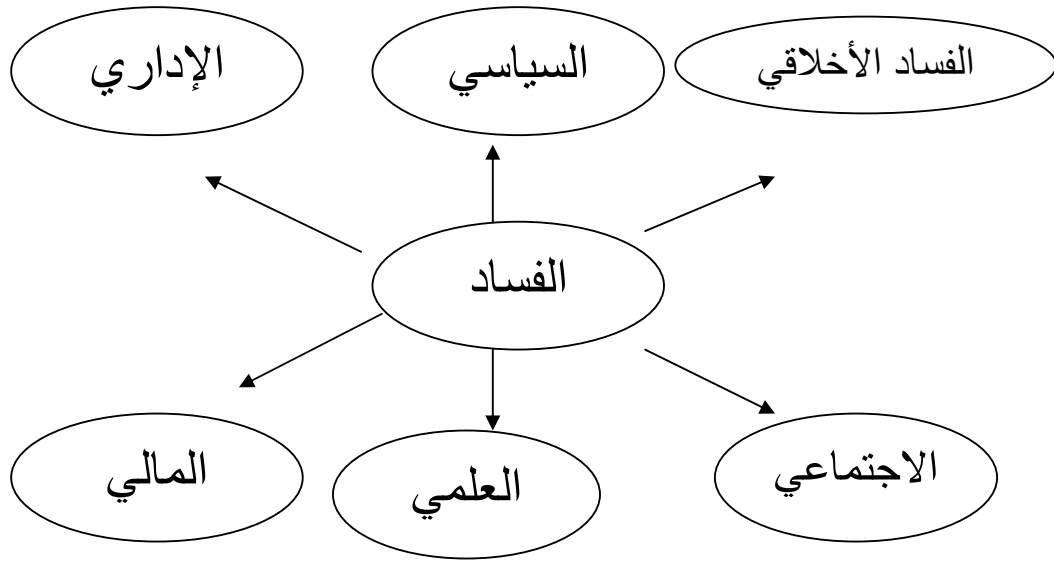 الفساد الأخلاقي
السياسي
الإداري
الفساد
الاجتماعي
العلمي
المالي